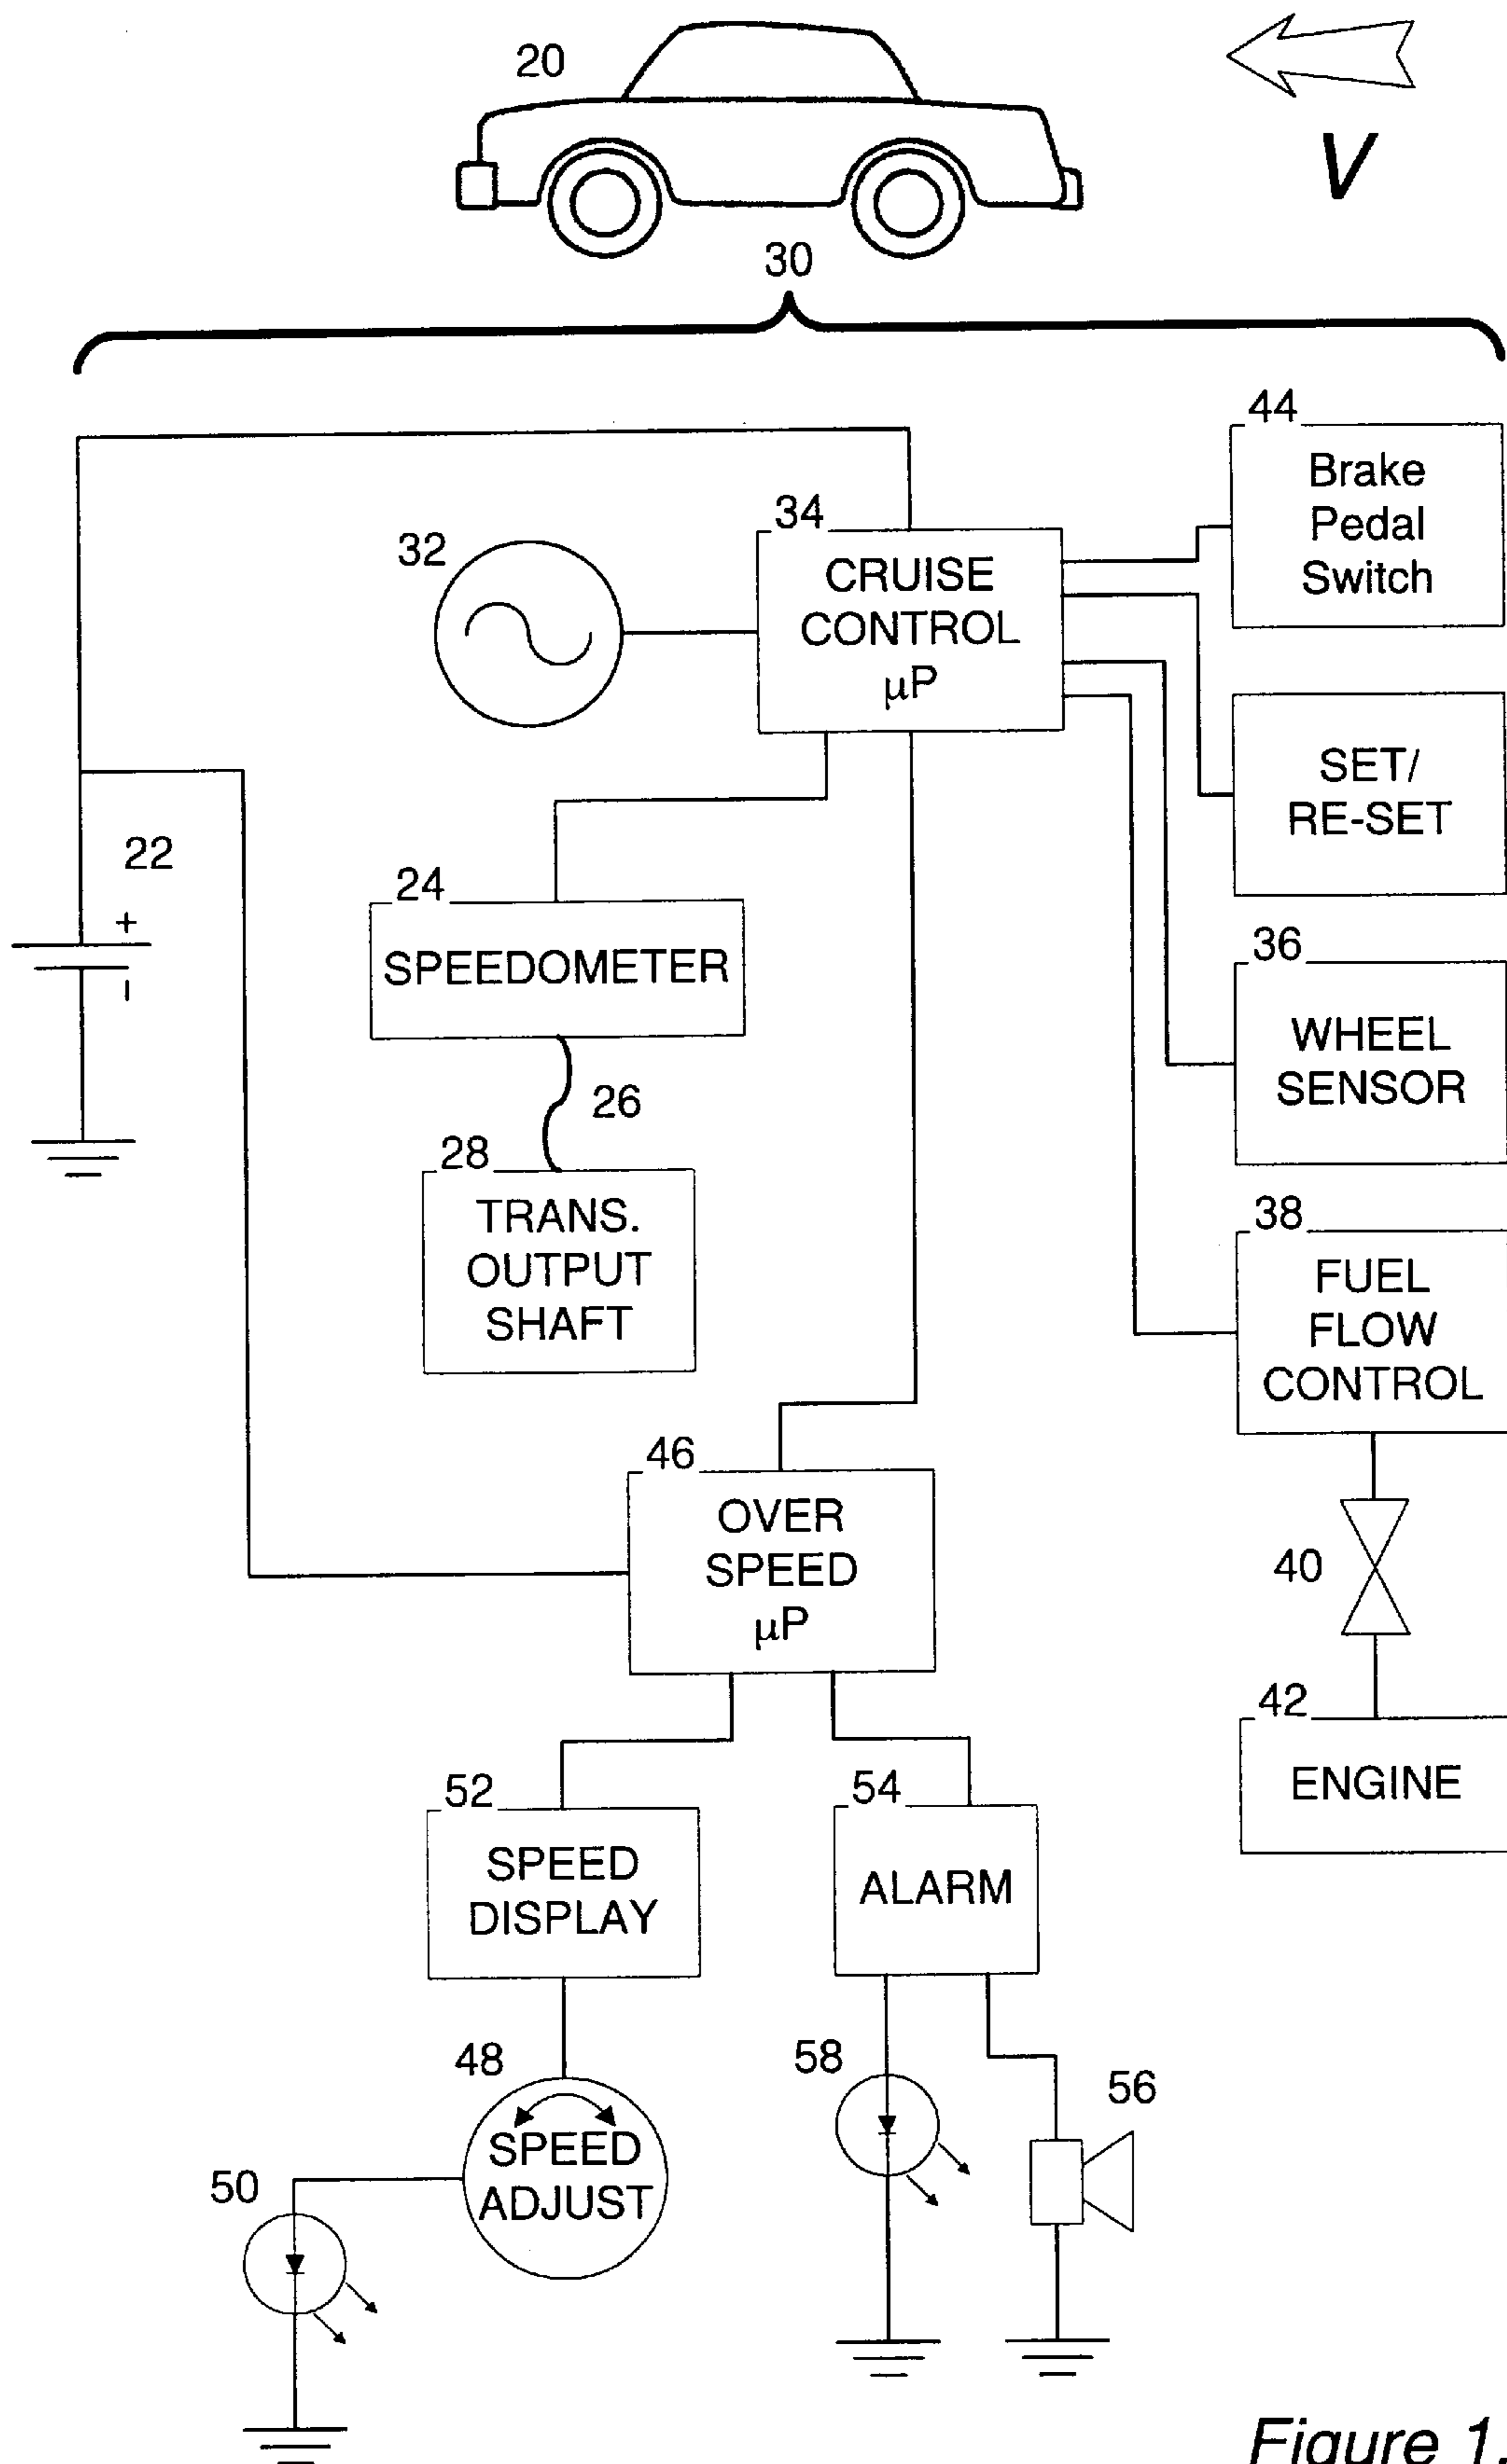 20
V
30
44
Brake
Pedal
Switch
34
CRUISE
CONTROL
µP
32
SET/
RE-SET
22
+
–
24
SPEEDOMETER
36
WHEEL
SENSOR
26
28
TRANS.
OUTPUT
SHAFT
38
FUEL
FLOW
CONTROL
46
OVER
SPEED
µP
40
42
ENGINE
52
SPEED
DISPLAY
54
ALARM
48
SPEED
ADJUST
58
56
50
Figure 1.